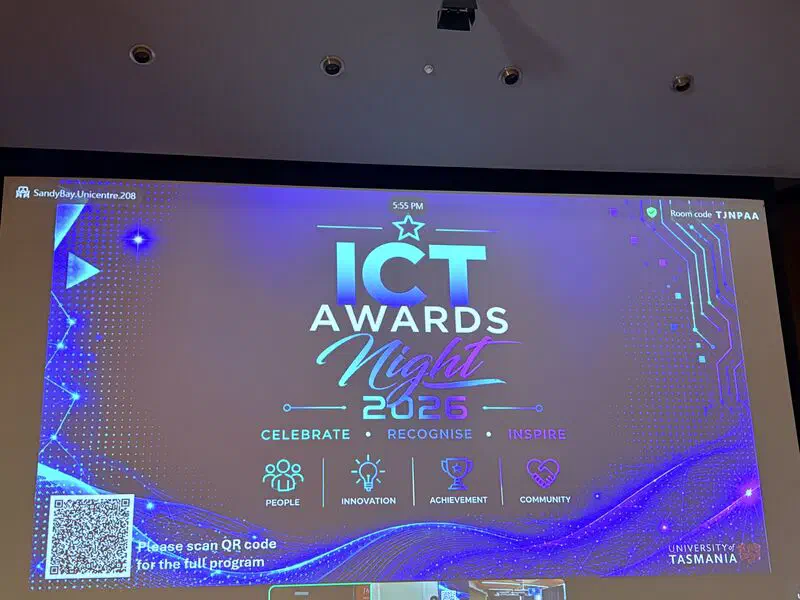 SandyBay.Unicentre.208
5:55 PM
Room code TJNPAA
ICT
AWARDS
Night
2026
CELEBRATE • RECOGNISE • INSPIRE
PEOPLE
INNOVATION
ACHIEVEMENT
COMMUNITY
Please scan QR code
for the full program
UNIVERSITY of
TASMANIA